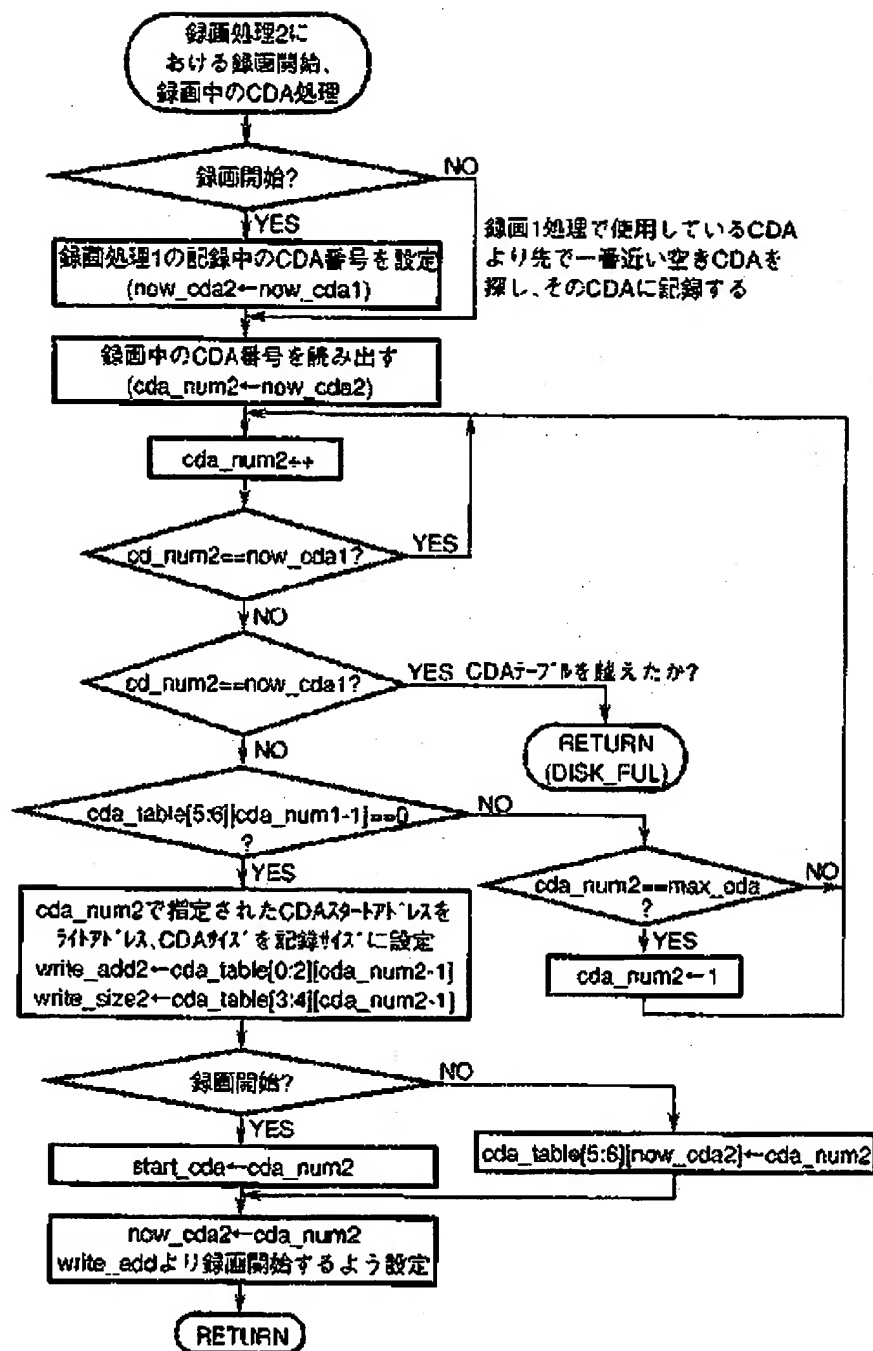 録画処理2に
おける録画開始、
録画中のCDA処理
録画開始?
NO
YES
録画1処理で使用しているCDA
より先で一番近い空きCDAを
探し、そのCDAに記録する
録画処理1の記録中のCDA番号を設定
(now_cda2←now_cda1)
録画中のCDA番号を読み出す
(cda_num2←now_cda2)
cda_num2++
cd_num2==now_cda1?
YES
NO
cd_num2==now_cda1?
YES CDAテーブルを越えたか?
NO
RETURN
(DISK_FUL)
cda_table[5:6][cda_num1-1]==0
?
NO
YES
cda_num2==max_cda
?
NO
YES
cda_num2で指定されたCDAスタートアドレスを
ライトアドレス、CDAサイズを記録サイズに設定
write_add2←cda_table[0:2][cda_num2-1]
write_size2←cda_table[3:4][cda_num2-1]
cda_num2←1
録画開始?
NO
YES
start_cda←cda_num2
cda_table[5:6][now_cda2]←cda_num2
now_cda2←cda_num2
write_addより録画開始するよう設定
RETURN